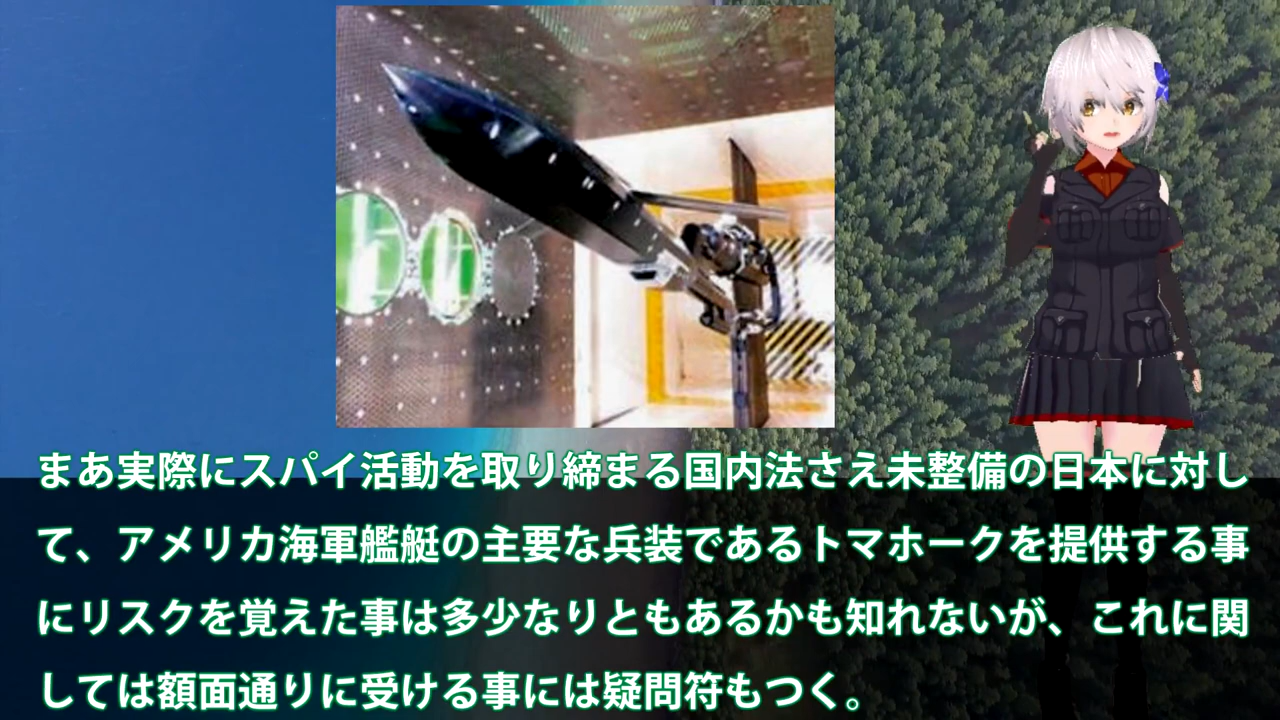 まあ実際にスパイ活動を取り締まる国内法さえ未整備の日本に対し
て、アメリカ海軍艦艇の主要な兵装であるトマホークを提供する事
にリスクを覚えた事は多少なりともあるかも知れないが、これに関
しては額面通りに受ける事には疑問符もつく。